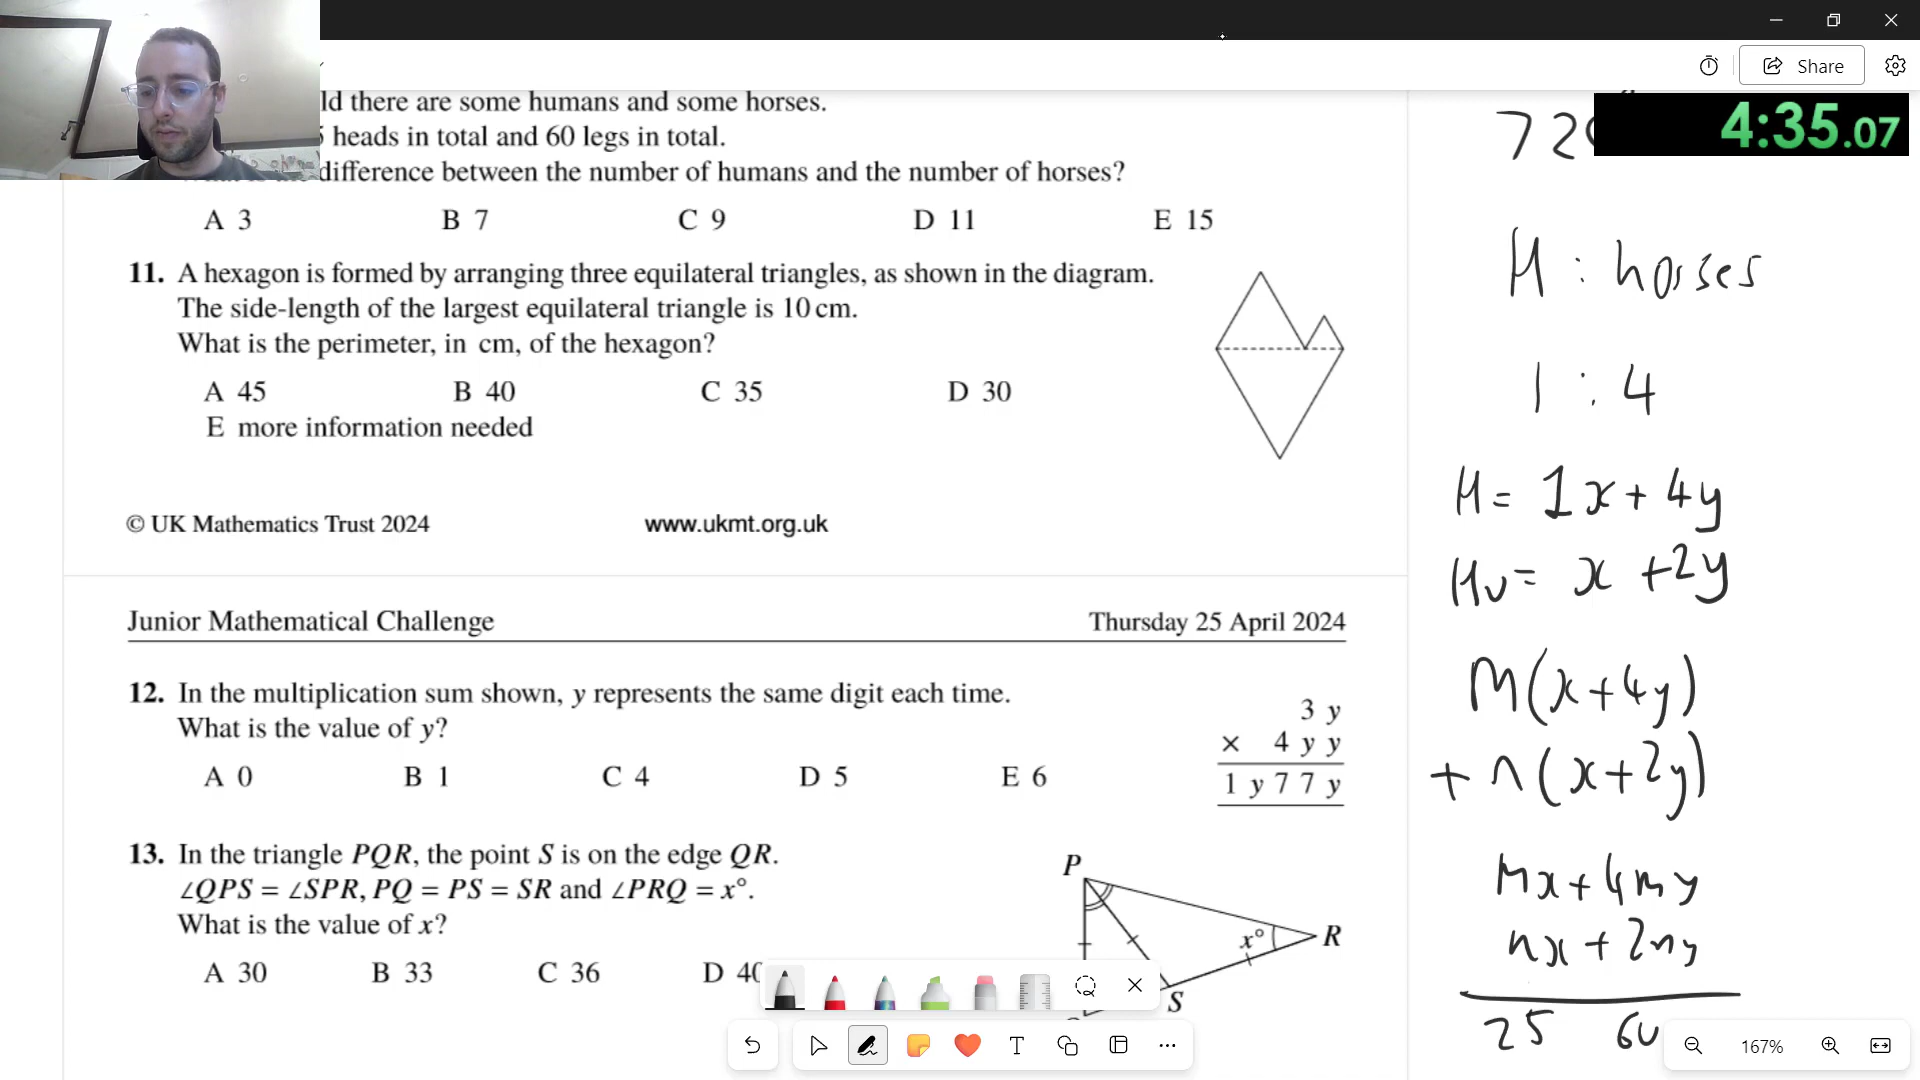 Share
4:35.07
ld there are some humans and some horses.
heads in total and 60 legs in total.
difference between the number of humans and the number of horses?
A 3 B 7 C 9 D 11 E 15
11. A hexagon is formed by arranging three equilateral triangles, as shown in the diagram.
The side-length of the largest equilateral triangle is 10 cm.
What is the perimeter, in cm, of the hexagon?
A 45 B 40 C 35 D 30
E more information needed
© UK Mathematics Trust 2024 www.ukmt.org.uk
Junior Mathematical Challenge Thursday 25 April 2024
12. In the multiplication sum shown, y represents the same digit each time.
What is the value of y?
A 0 B 1 C 4 D 5 E 6
3 y
× 4 y y
1 y 7 7 y
13. In the triangle PQR, the point S is on the edge QR.
∠QPS = ∠SPR, PQ = PS = SR and ∠PRQ = x°.
What is the value of x?
A 30 B 33 C 36 D 40
P
x° R
S
72
H : horses
1 : 4
H = 1x + 4y
Hu = x + 2y
M(x+4y)
+ n(x+2y)
Mx + 4my
nx + 2ny
25 60
167%